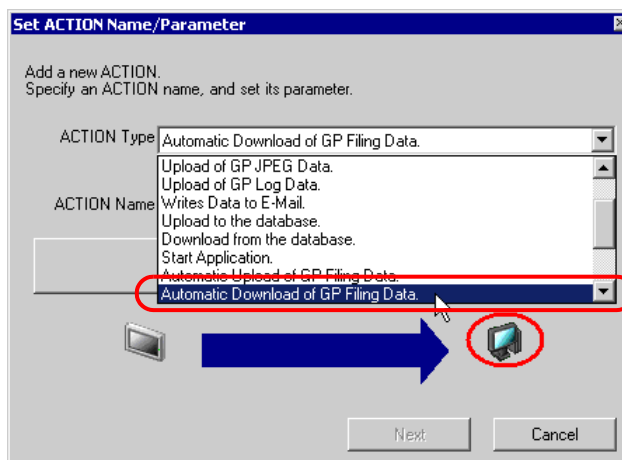 Set ACTION Name/Parameter
Add a new ACTION.
Specify an ACTION name, and set its parameter.
ACTION Type
Automatic Download of GP Filing Data.
Upload of GP JPEG Data.
Upload of GP Log Data.
ACTION Name
Writes Data to E-Mail.
Upload to the database.
Download from the database.
Start Application.
Automatic Upload of GP Filing Data.
Automatic Download of GP Filing Data.
Next
Cancel